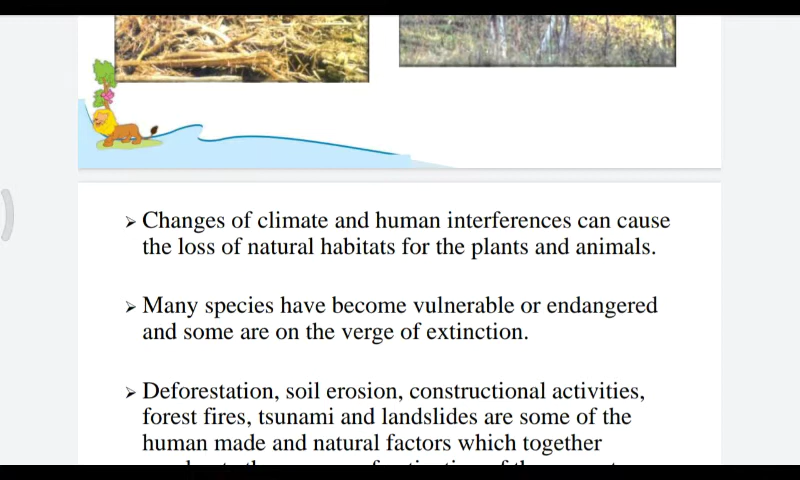 ➢ Changes of climate and human interferences can cause
the loss of natural habitats for the plants and animals.
➢ Many species have become vulnerable or endangered
and some are on the verge of extinction.
➢ Deforestation, soil erosion, constructional activities,
forest fires, tsunami and landslides are some of the
human made and natural factors which together